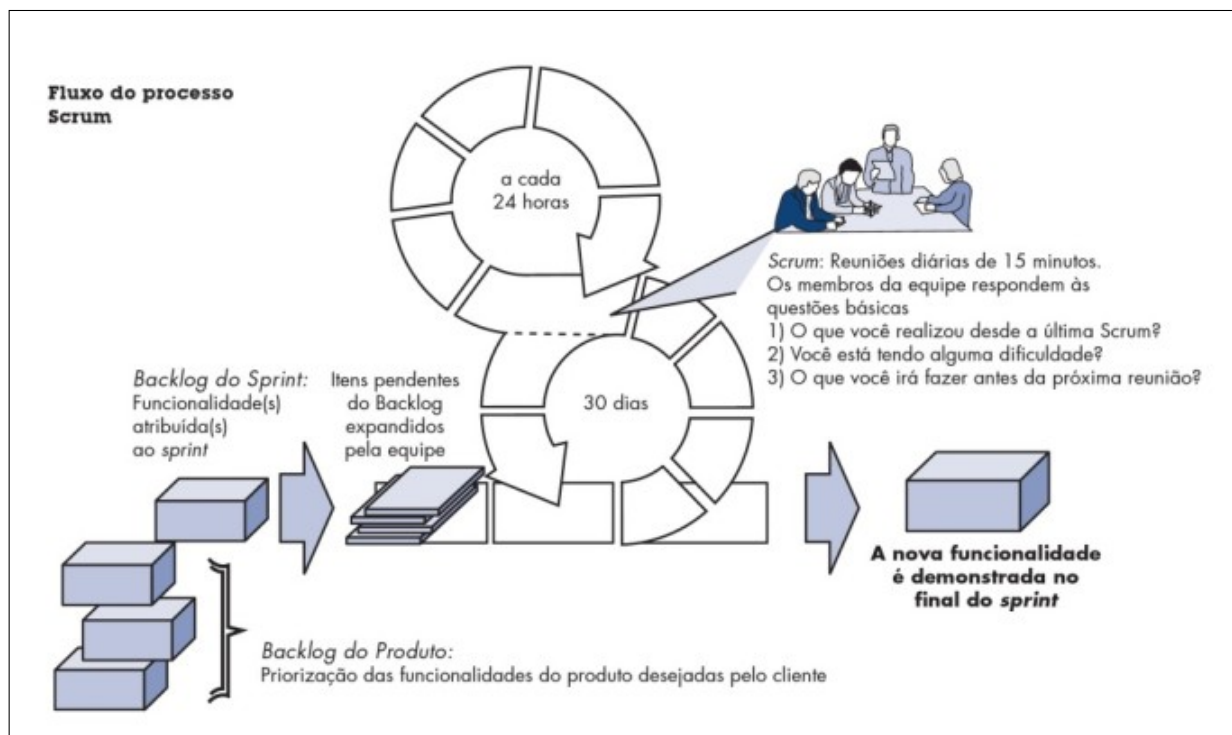 Fluxo do processo
Scrum
a cada
24 horas
Scrum: Reuniões diárias de 15 minutos.
Os membros da equipe respondem às
questões básicas
1) O que você realizou desde a última Scrum?
2) Você está tendo alguma dificuldade?
3) O que você irá fazer antes da próxima reunião?
Backlog do Sprint:
Funcionalidade(s)
atribuída(s)
ao sprint
Itens pendentes
do Backlog
expandidos
pela equipe
30 dias
A nova funcionalidade
é demonstrada no
final do sprint
Backlog do Produto:
Priorização das funcionalidades do produto desejadas pelo cliente